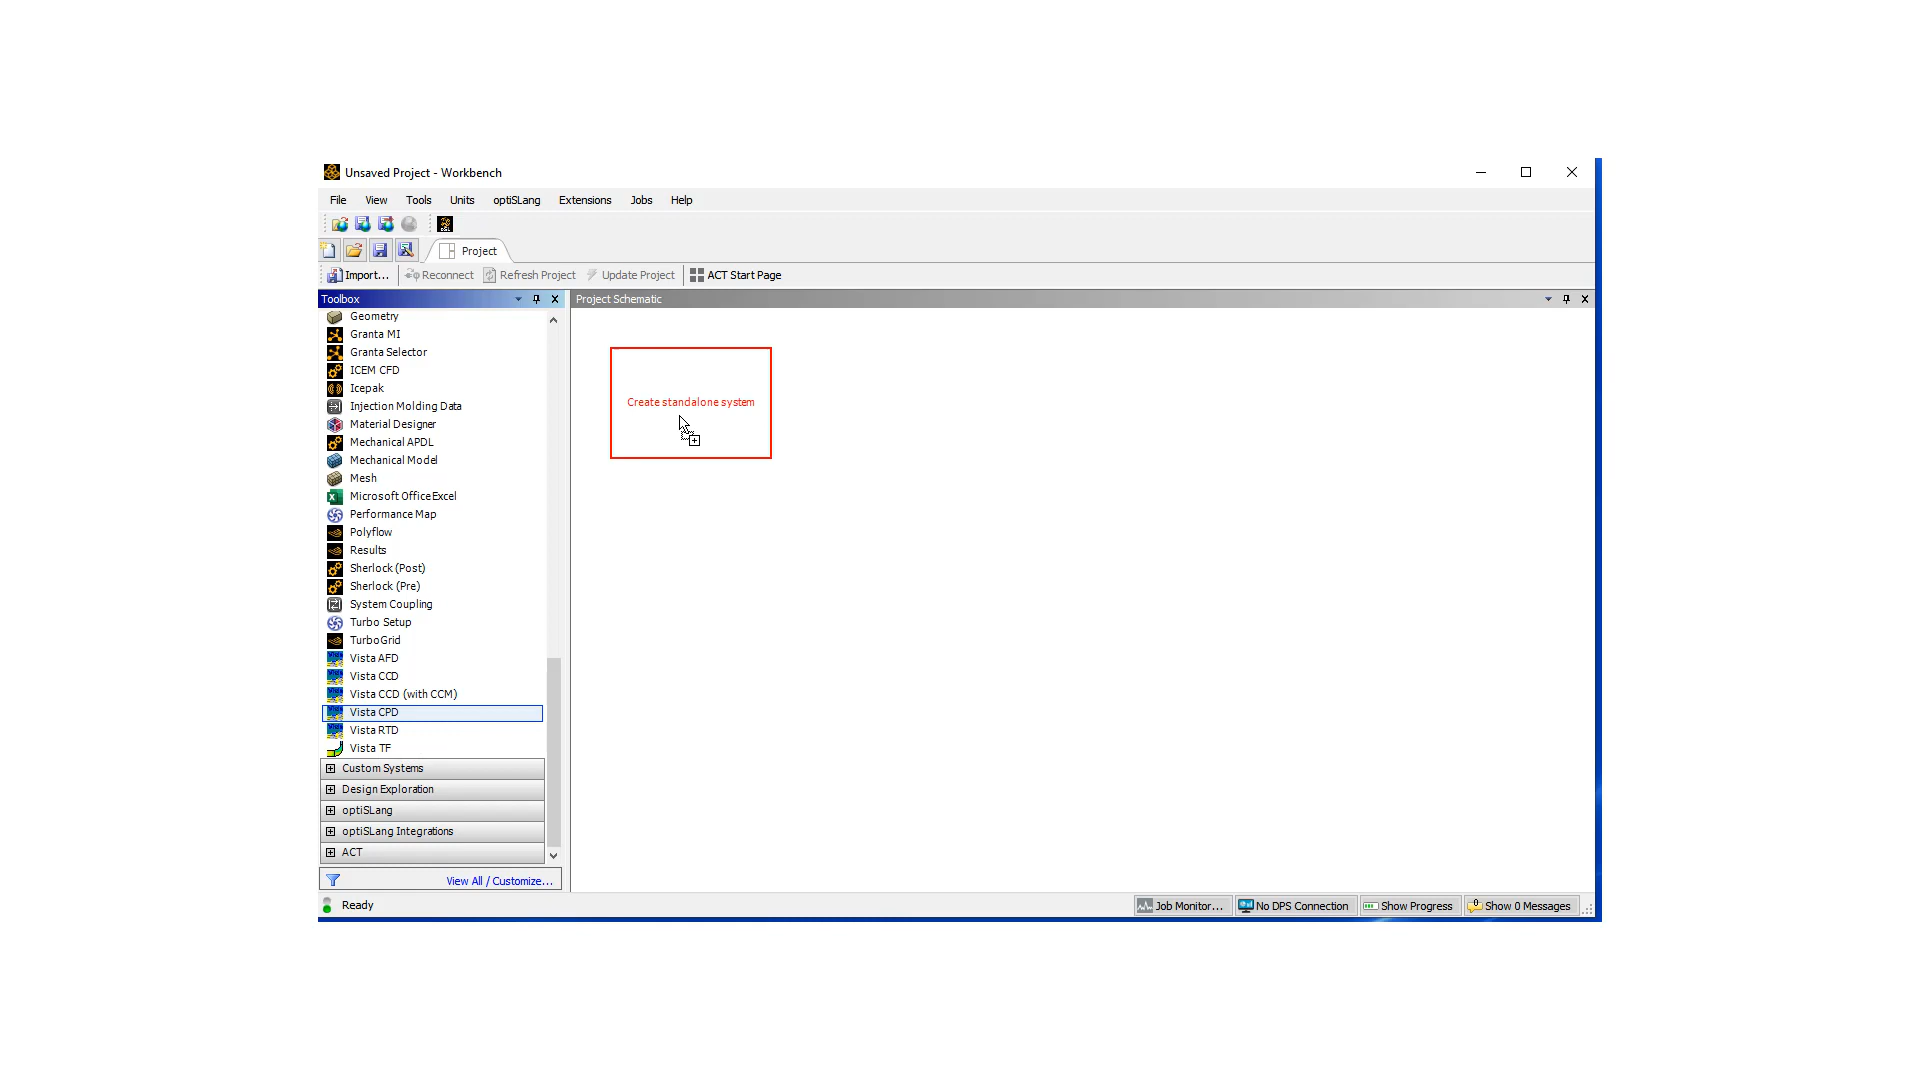 Unsaved Project - Workbench
File View Tools Units optiSLang Extensions Jobs Help
Project
Import... Reconnect Refresh Project Update Project ACT Start Page
Toolbox
Project Schematic
Geometry
Granta MI
Granta Selector
ICEM CFD
Icepak
Injection Molding Data
Material Designer
Mechanical APDL
Mechanical Model
Mesh
Microsoft Office Excel
Performance Map
Polyflow
Results
Sherlock (Post)
Sherlock (Pre)
System Coupling
Turbo Setup
TurboGrid
Vista AFD
Vista CCD
Vista CCD (with CCM)
Vista CPD
Vista RTD
Vista TF
Custom Systems
Design Exploration
optiSLang
optiSLang Integrations
ACT
View All / Customize...
Create standalone system
Ready
Job Monitor... No DPS Connection Show Progress Show 0 Messages